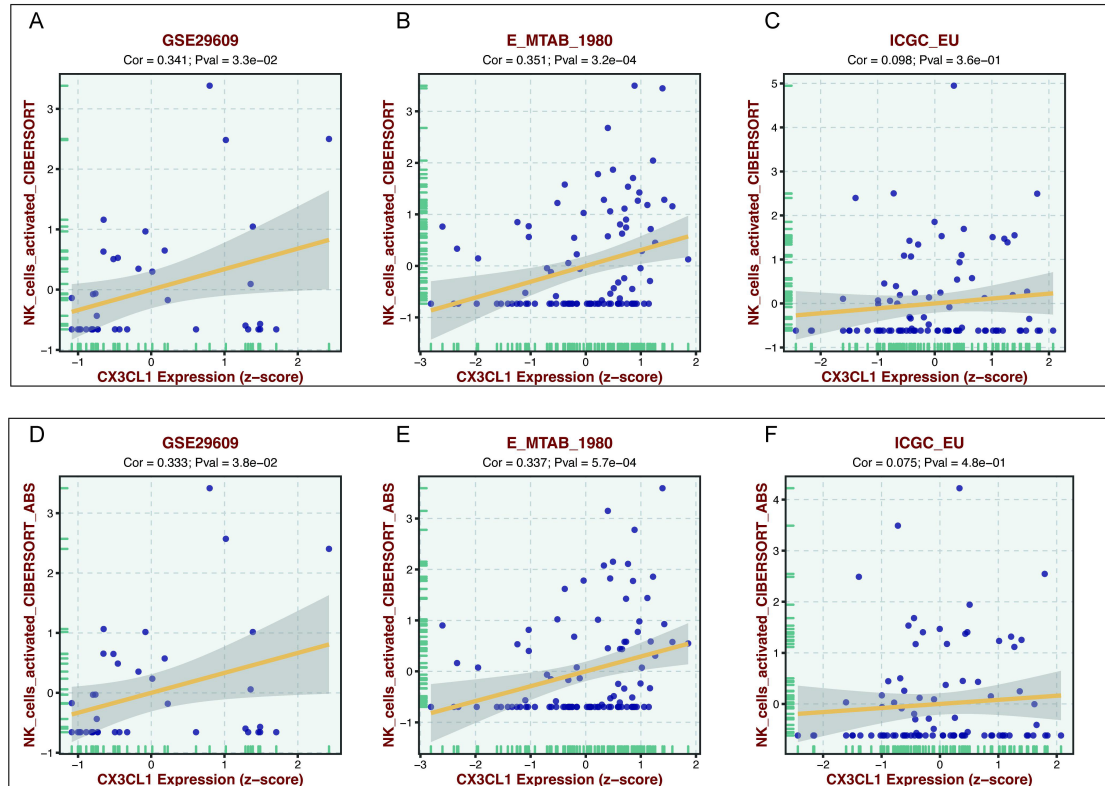 A
GSE29609
Cor = 0.341; Pval = 3.3e−02
NK_cells_activated_CIBERSORT
3
2
1
0
−1
−1
0
1
2
CX3CL1 Expression (z−score)
B
E_MTAB_1980
Cor = 0.351; Pval = 3.2e−04
NK_cells_activated_CIBERSORT
3
2
1
0
−1
−3
−2
−1
0
1
2
CX3CL1 Expression (z−score)
C
ICGC_EU
Cor = 0.098; Pval = 3.6e−01
NK_cells_activated_CIBERSORT
5
4
3
2
1
0
−1
−2
−1
0
1
2
CX3CL1 Expression (z−score)
D
GSE29609
Cor = 0.333; Pval = 3.8e−02
NK_cells_activated_CIBERSORT_ABS
3
2
1
0
−1
−1
0
1
2
CX3CL1 Expression (z−score)
E
E_MTAB_1980
Cor = 0.337; Pval = 5.7e−04
NK_cells_activated_CIBERSORT_ABS
3
2
1
0
−1
−3
−2
−1
0
1
2
CX3CL1 Expression (z−score)
F
ICGC_EU
Cor = 0.075; Pval = 4.8e−01
NK_cells_activated_CIBERSORT_ABS
4
3
2
1
0
−2
−1
0
1
2
CX3CL1 Expression (z−score)